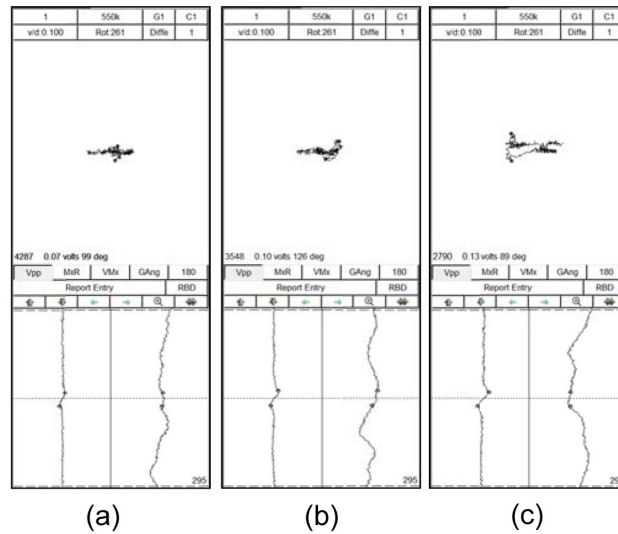 1 550k G1 C1
v/d:0.100 Rot:261 Diffe 1
4287 0.07 volts 99 deg
Vpp MxR VMx GAng 180
Report Entry RBD
295
(a)
1 550k G1 C1
v/d:0.100 Rot:261 Diffe 1
3548 0.10 volts 126 deg
Vpp MxR VMx GAng 180
Report Entry RBD
295
(b)
1 550k G1 C1
v/d:0.100 Rot:261 Diffe 1
2790 0.13 volts 89 deg
Vpp MxR VMx GAng 180
Report Entry RBD
29
(c)